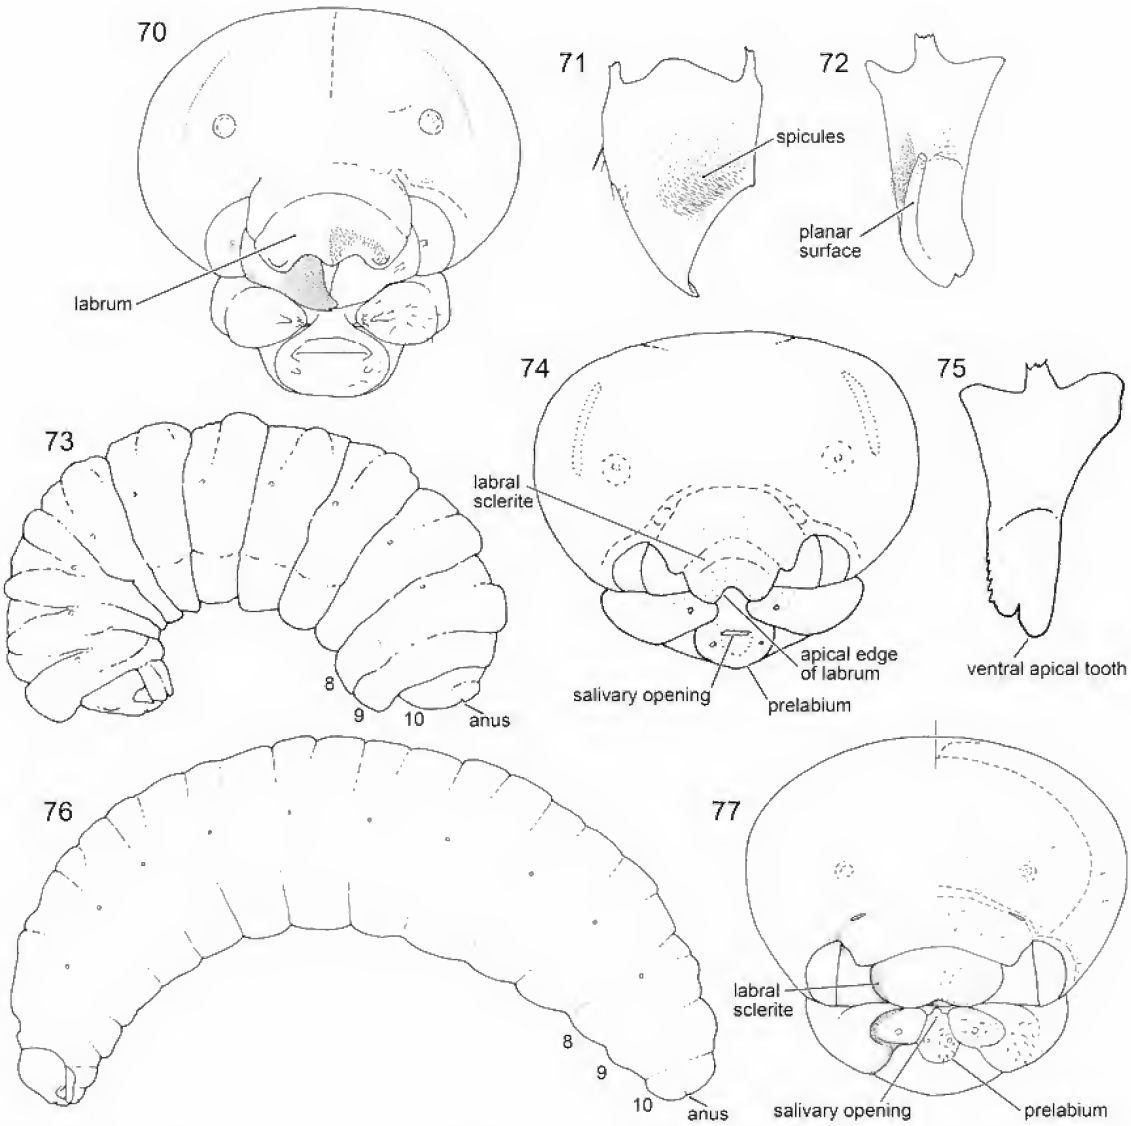 70
71
72
spicules
planar
surface
labrum
73
74
75
labral
sclerite
8
9
10
anus
apical edge
of labrum
salivary opening
prelabium
ventral apical tooth
76
77
labral
sclerite
8
9
10
anus
salivary opening
prelabium